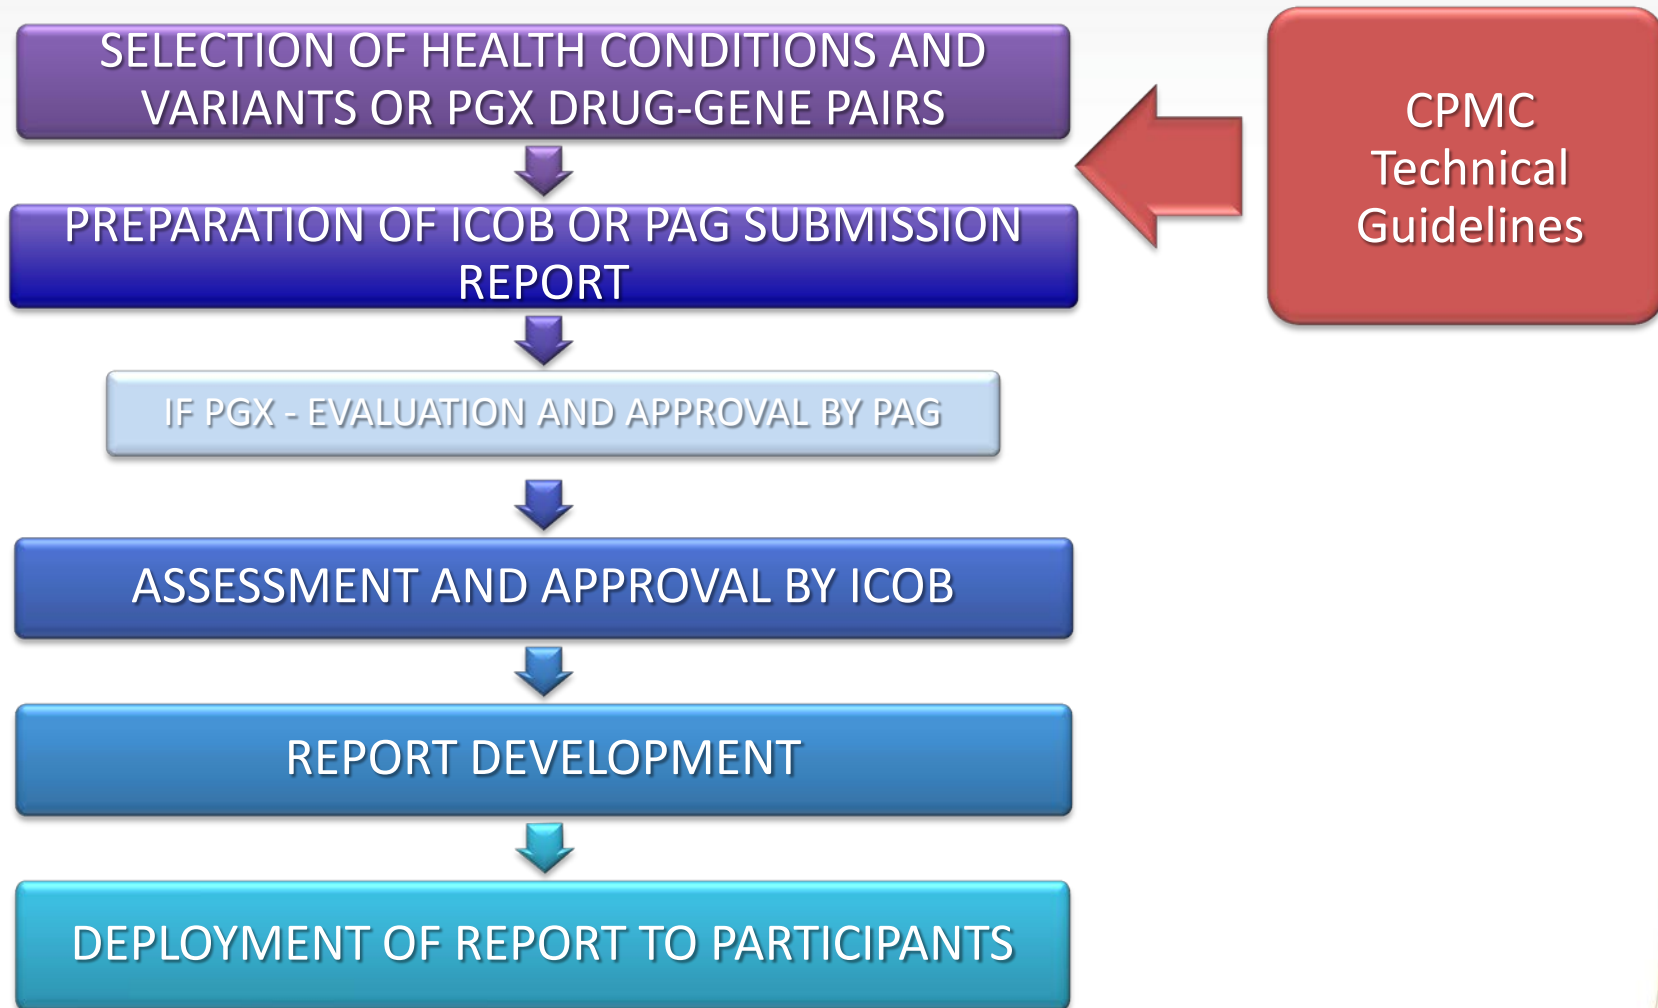 SELECTION OF HEALTH CONDITIONS AND
VARIANTS OR PGX DRUG-GENE PAIRS
CPMC
Technical
Guidelines
PREPARATION OF ICOB OR PAG SUBMISSION
REPORT
IF PGX - EVALUATION AND APPROVAL BY PAG
ASSESSMENT AND APPROVAL BY ICOB
REPORT DEVELOPMENT
DEPLOYMENT OF REPORT TO PARTICIPANTS